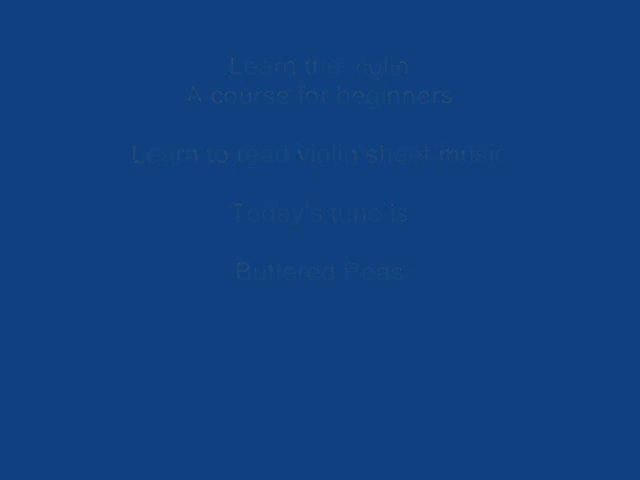 Learn the violin
A course for beginners
Learn to read violin sheet music
Today's tune is
Buttered Peas